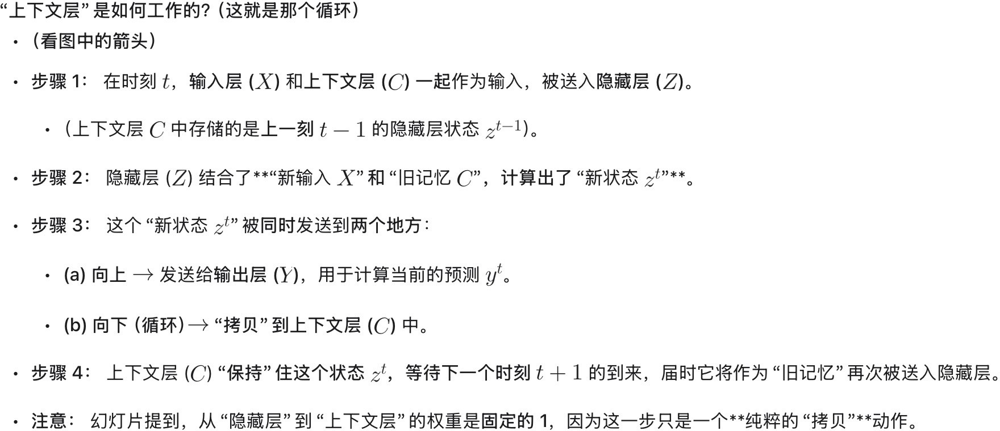 “上下文层” 是如何工作的？(这就是那个循环)
• (看图中的箭头)
• 步骤 1： 在时刻 t，输入层 (X) 和上下文层 (C) 一起作为输入，被送入隐藏层 (Z)。
• (上下文层 C 中存储的是上一刻 t − 1 的隐藏层状态 z^{t−1})。
• 步骤 2： 隐藏层 (Z) 结合了**“新输入 X” 和 “旧记忆 C”，计算出了 “新状态 z^t”**。
• 步骤 3： 这个 “新状态 z^t” 被同时发送到两个地方：
• (a) 向上 → 发送给输出层 (Y)，用于计算当前的预测 y^t。
• (b) 向下 (循环) → “拷贝” 到上下文层 (C) 中。
• 步骤 4： 上下文层 (C) “保持” 住这个状态 z^t，等待下一个时刻 t + 1 的到来，届时它将作为 “旧记忆” 再次被送入隐藏层。
• 注意： 幻灯片提到，从 “隐藏层” 到 “上下文层” 的权重是固定的 1，因为这一步只是一个**纯粹的 “拷贝”**动作。